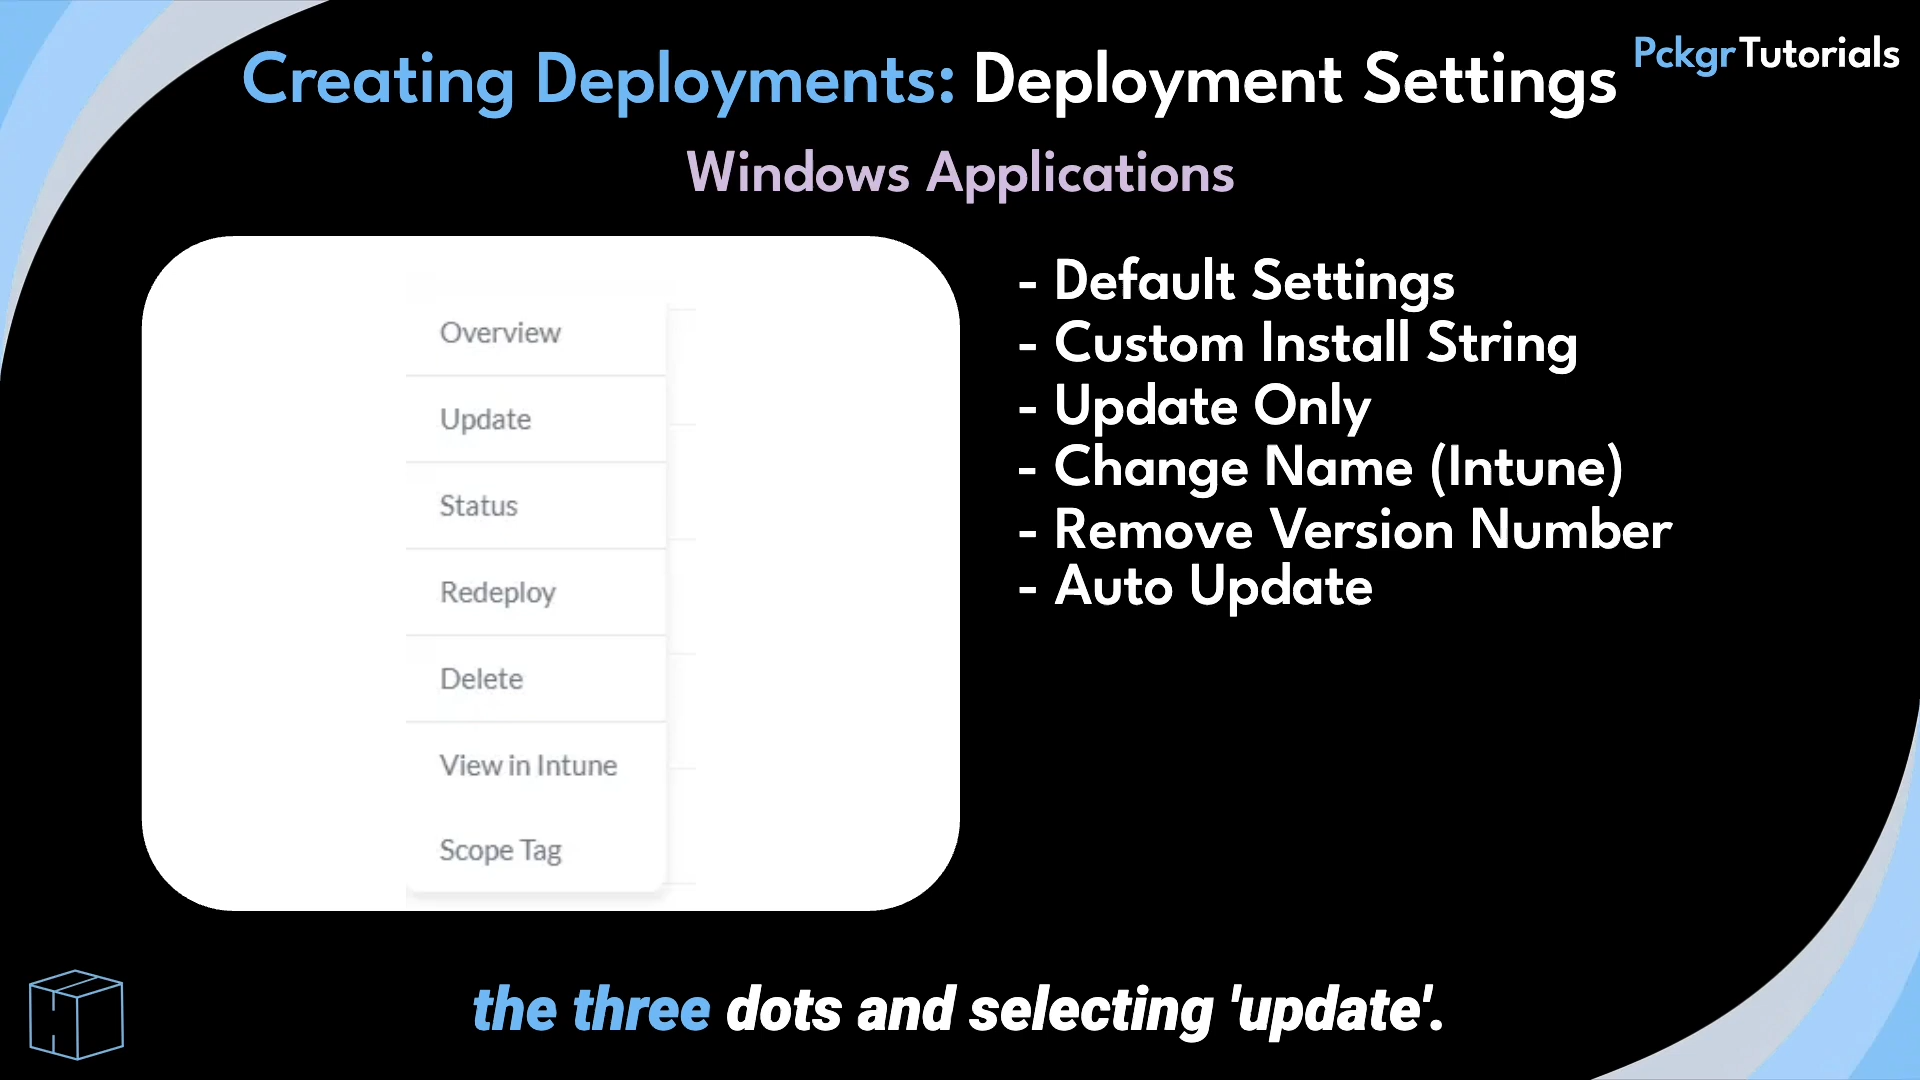 Creating Deployments: Deployment Settings
PckgrTutorials
Windows Applications
Overview
Update
Status
Redeploy
Delete
View in Intune
Scope Tag
- Default Settings
- Custom Install String
- Update Only
- Change Name (Intune)
- Remove Version Number
- Auto Update
the three dots and selecting 'update'.